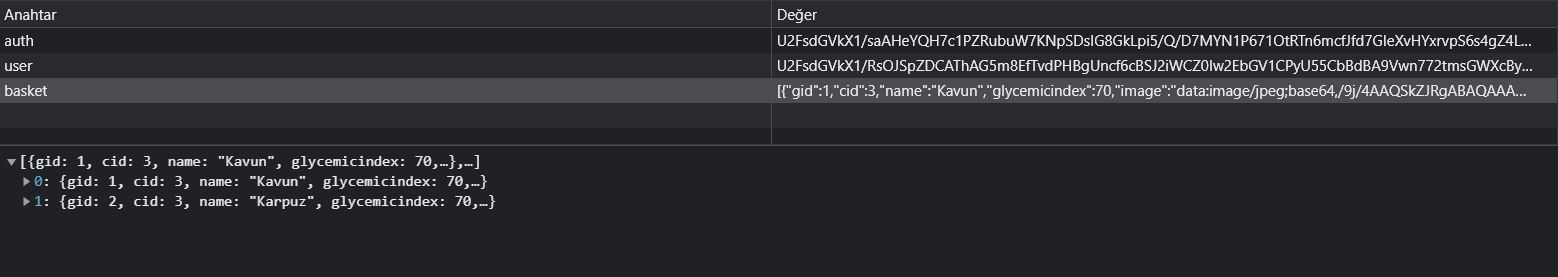 Anahtar Değer
auth U2FsdGVkX1/saAHeYQH7c1PZRubuW7KNpSDsIG8GkLpi5/Q/D7MYN1P671OtRTn6mcfJfd7GIeXvHYxrvpS6s4gZ4L...
user U2FsdGVkX1/RsOJSpZDCAThAG5m8EfTvdPHBgUncf6cBSJ2iWCZ0Iw2EbGV1CPyU55CbBdBA9Vwn772tmsGWXcBy...
basket [{"gid":1,"cid":3,"name":"Kavun","glycemicindex":70,"image":"data:image/jpeg;base64,/9j/4AAQSkZJRgABAQAAA...
[{gid: 1, cid: 3, name: "Kavun", glycemicindex: 70,…},…]
0: {gid: 1, cid: 3, name: "Kavun", glycemicindex: 70,…}
1: {gid: 2, cid: 3, name: "Karpuz", glycemicindex: 70,…}